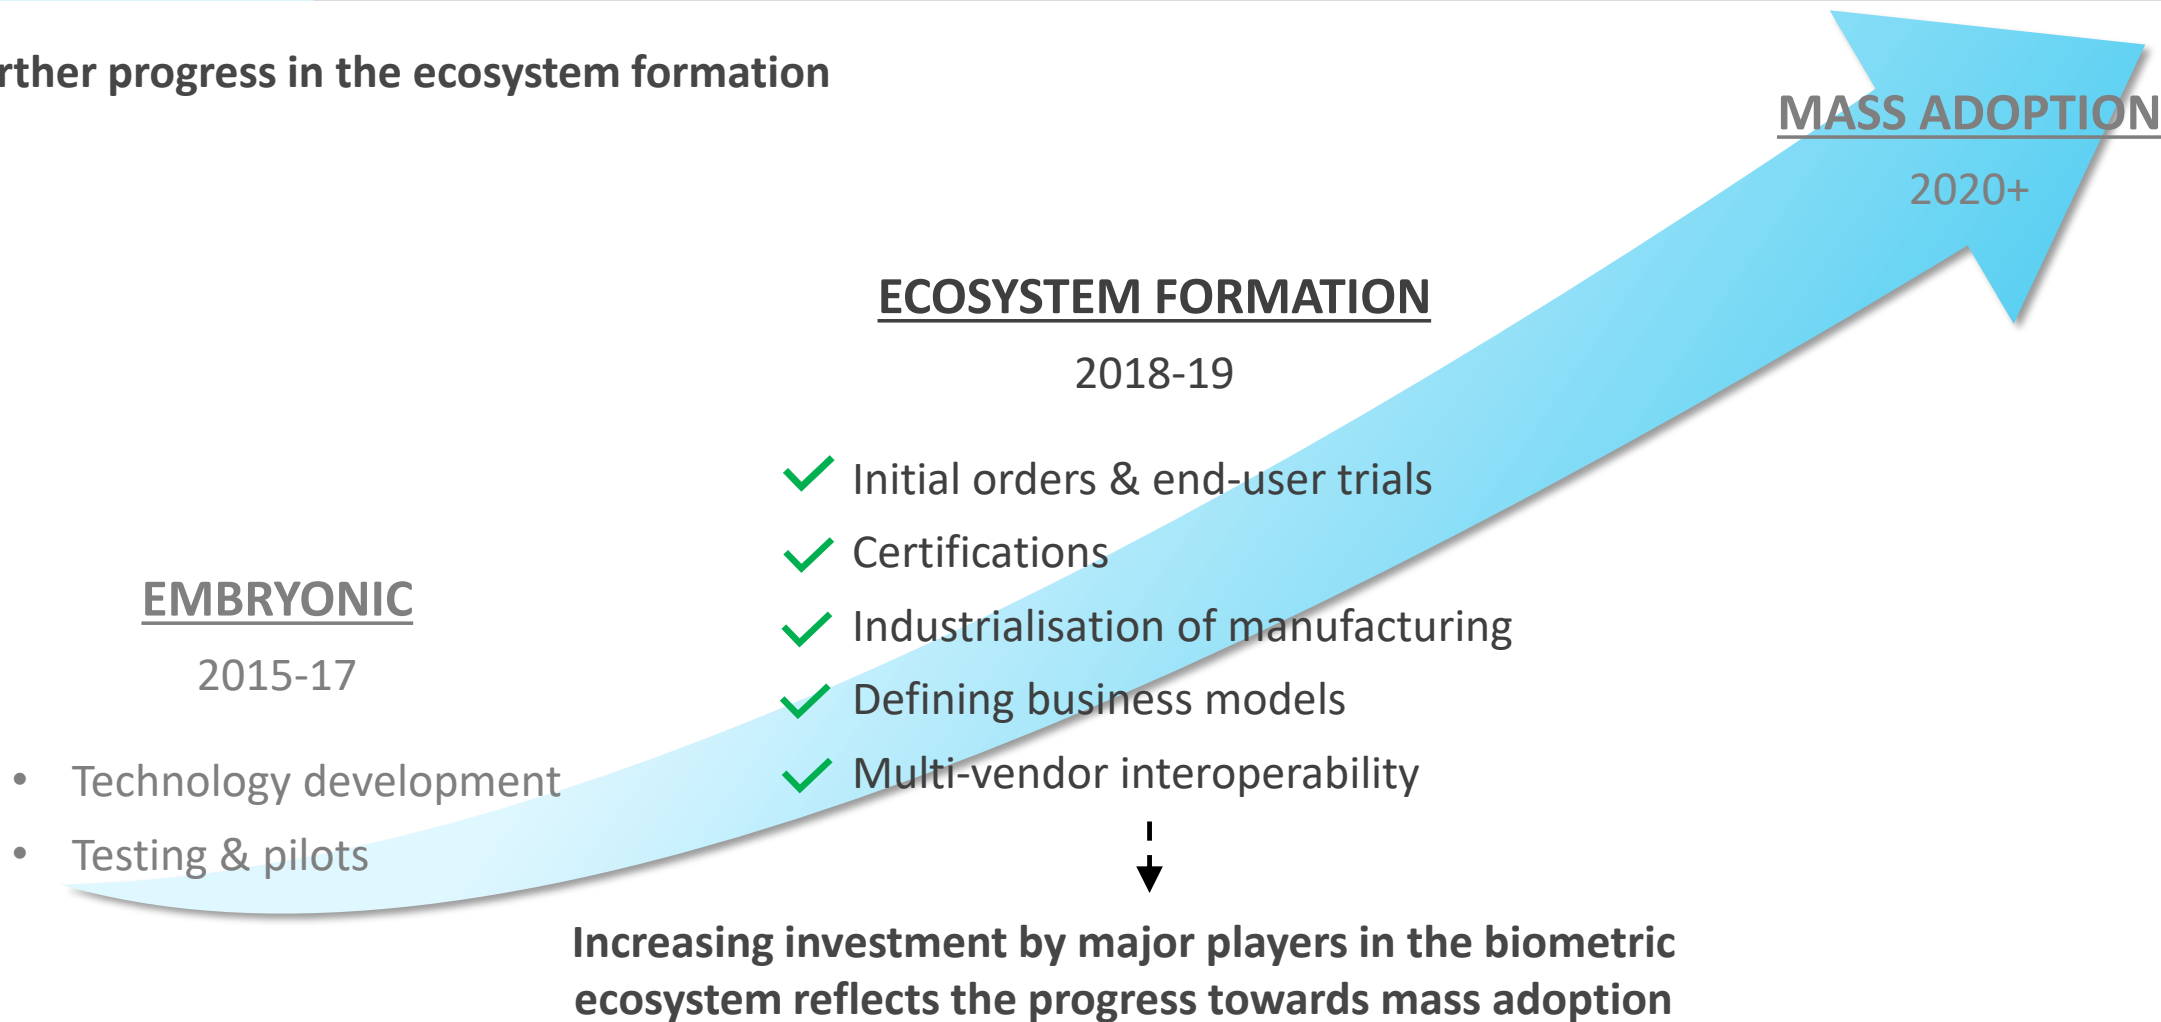 rther progress in the ecosystem formation
MASS ADOPTION
2020+
ECOSYSTEM FORMATION
2018-19
Initial orders & end-user trials
Certifications
Industrialisation of manufacturing
Defining business models
Multi-vendor interoperability
EMBRYONIC
2015-17
• Technology development
• Testing & pilots
Increasing investment by major players in the biometric
ecosystem reflects the progress towards mass adoption